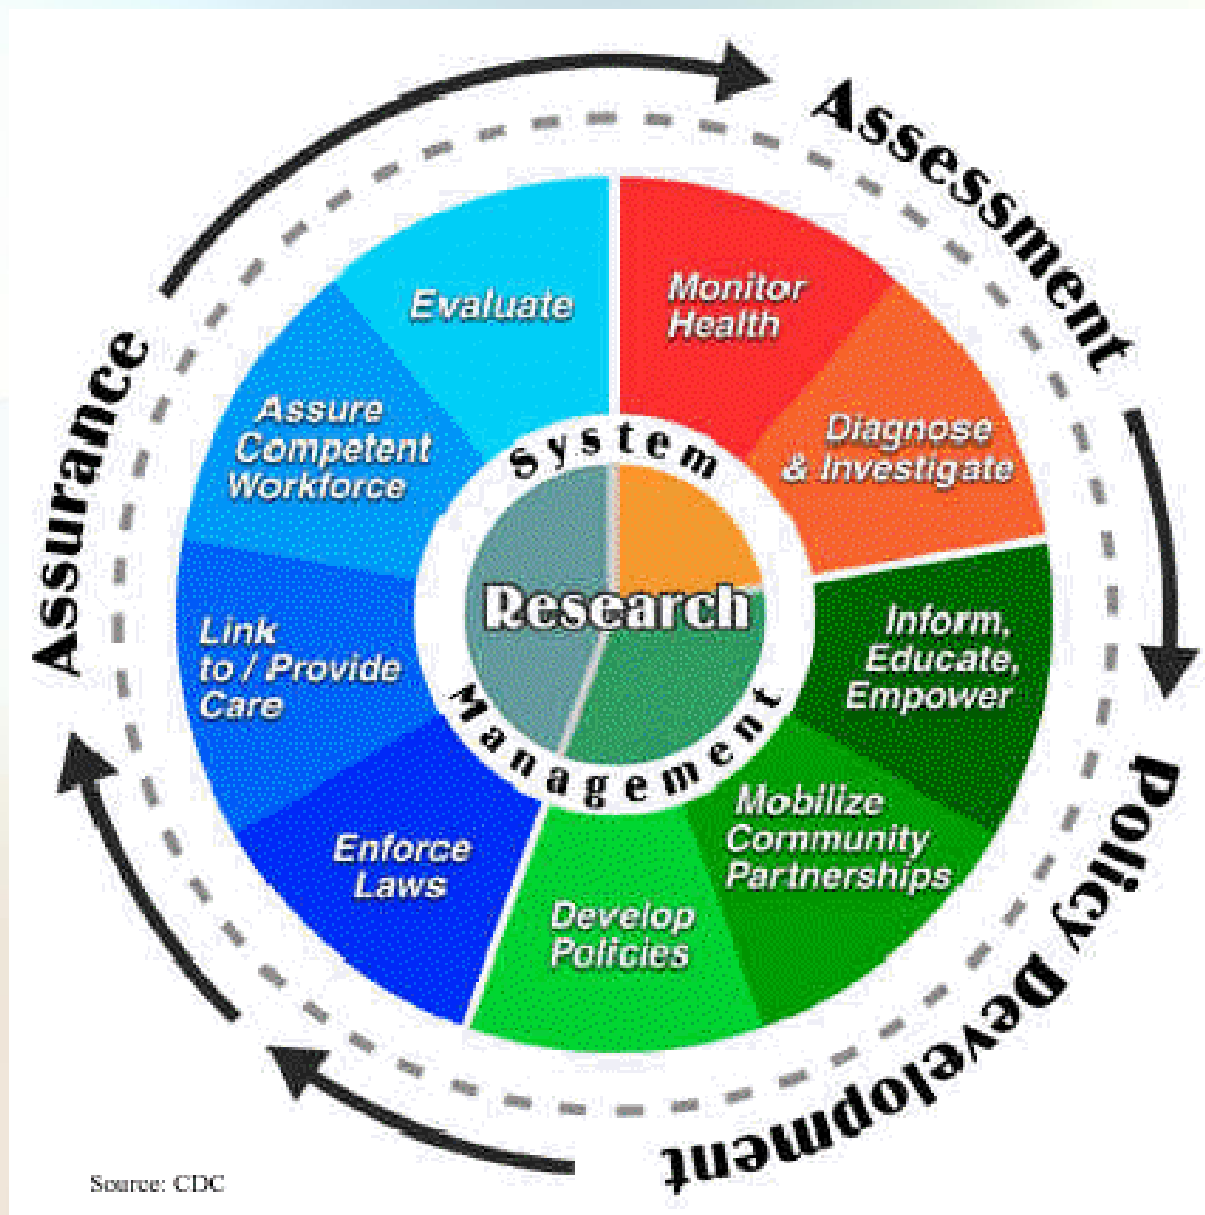 Assessment
Policy Development
Assurance
Monitor
Health
Diagnose
& Investigate
Inform,
Educate,
Empower
Mobilize
Community
Partnerships
Develop
Policies
Enforce
Laws
Link
to / Provide
Care
Assure
Competent
Workforce
Evaluate
System
Management
Research
Source: CDC